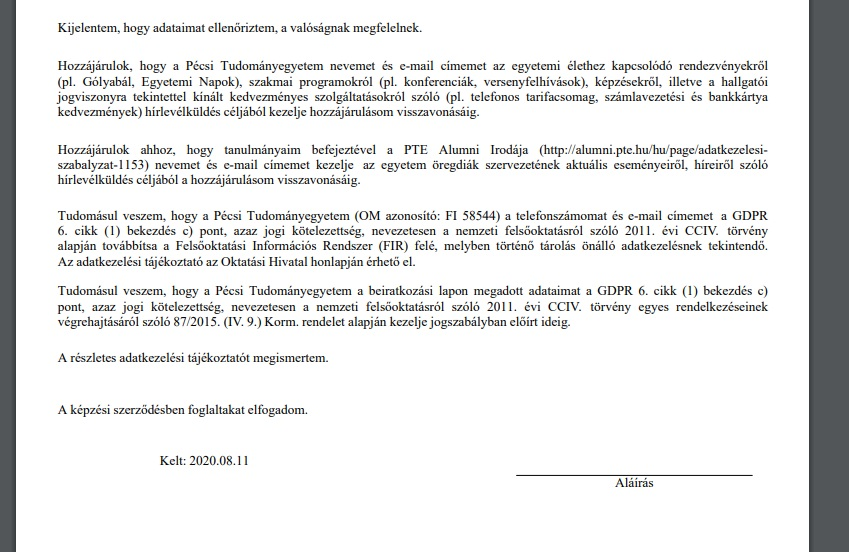 Kijelentem, hogy adataimat ellenőriztem, a valóságnak megfelelnek.
Hozzájárulok, hogy a Pécsi Tudományegyetem nevemet és e-mail címemet az egyetemi élethez kapcsolódó rendezvényekről
(pl. Gólyabál, Egyetemi Napok), szakmai programokról (pl. konferenciák, versenyfelhívások), képzésekről, illetve a hallgatói
jogviszonyra tekintettel kínált kedvezményes szolgáltatásokról szóló (pl. telefonos tarifacsomag, számlavezetési és bankkártya
kedvezmények) hírlevélküldés céljából kezelje hozzájárulásom visszavonásáig.
Hozzájárulok ahhoz, hogy tanulmányaim befejeztével a PTE Alumni Irodája (http://alumni.pte.hu/hu/page/adatkezelesi-
szabalyzat-1153) nevemet és e-mail címemet kezelje az egyetem öregdiák szervezetének aktuális eseményeiről, híreiről szóló
hírlevélküldés céljából a hozzájárulásom visszavonásáig.
Tudomásul veszem, hogy a Pécsi Tudományegyetem (OM azonosító: FI 58544) a telefonszámomat és e-mail címemet a GDPR
6. cikk (1) bekezdés c) pont, azaz jogi kötelezettség, nevezetesen a nemzeti felsőoktatásról szóló 2011. évi CCIV. törvény
alapján továbbítsa a Felsőoktatási Információs Rendszer (FIR) felé, melyben történő tárolás önálló adatkezelésnek tekintendő.
Az adatkezelési tájékoztató az Oktatási Hivatal honlapján érhető el.
Tudomásul veszem, hogy a Pécsi Tudományegyetem a beiratkozási lapon megadott adataimat a GDPR 6. cikk (1) bekezdés c)
pont, azaz jogi kötelezettség, nevezetesen a nemzeti felsőoktatásról szóló 2011. évi CCIV. törvény egyes rendelkezéseinek
végrehajtásáról szóló 87/2015. (IV. 9.) Korm. rendelet alapján kezelje jogszabályban előírt ideig.
A részletes adatkezelési tájékoztatót megismertem.
A képzési szerződésben foglaltakat elfogadom.
Kelt: 2020.08.11
Aláírás